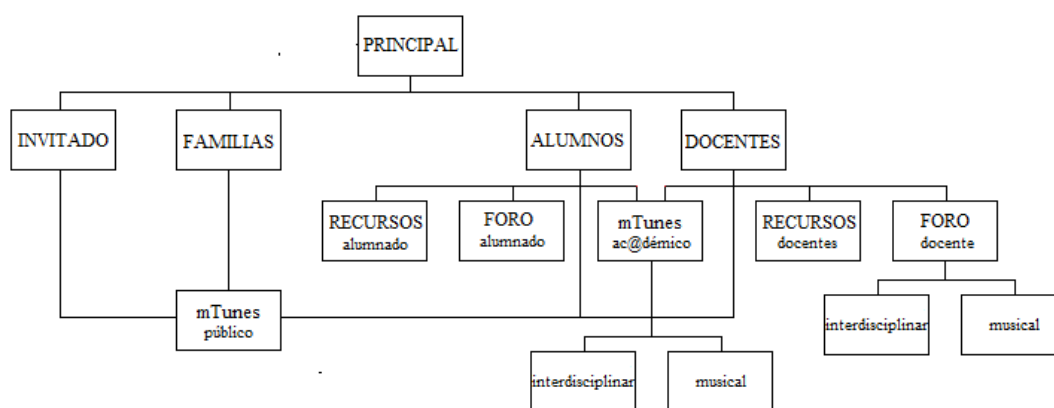 PRINCIPAL
INVITADO
FAMILIAS
ALUMNOS
DOCENTES
RECURSOS
alumnado
FORO
alumnado
mTunes
ac@démico
RECURSOS
docentes
FORO
docente
mTunes
público
interdisciplinar
musical
interdisciplinar
musical